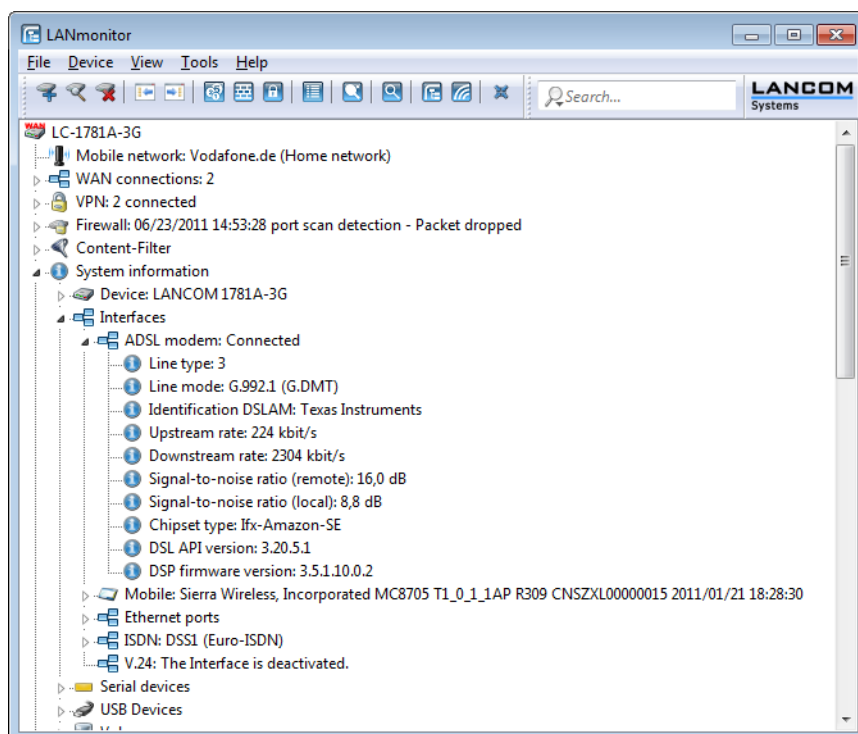 LANmonitor
File Device View Tools Help
Search...
LANCOM
Systems
WAN
LC-1781A-3G
Mobile network: Vodafone.de (Home network)
WAN connections: 2
VPN: 2 connected
Firewall: 06/23/2011 14:53:28 port scan detection - Packet dropped
Content-Filter
System information
Device: LANCOM 1781A-3G
Interfaces
ADSL modem: Connected
Line type: 3
Line mode: G.992.1 (G.DMT)
Identification DSLAM: Texas Instruments
Upstream rate: 224 kbit/s
Downstream rate: 2304 kbit/s
Signal-to-noise ratio (remote): 16,0 dB
Signal-to-noise ratio (local): 8,8 dB
Chipset type: Ifx-Amazon-SE
DSL API version: 3.20.5.1
DSP firmware version: 3.5.1.10.0.2
Mobile: Sierra Wireless, Incorporated MC8705 T1_0_1_1AP R309 CNSZXL00000015 2011/01/21 18:28:30
Ethernet ports
ISDN: DSS1 (Euro-ISDN)
V.24: The Interface is deactivated.
Serial devices
USB Devices